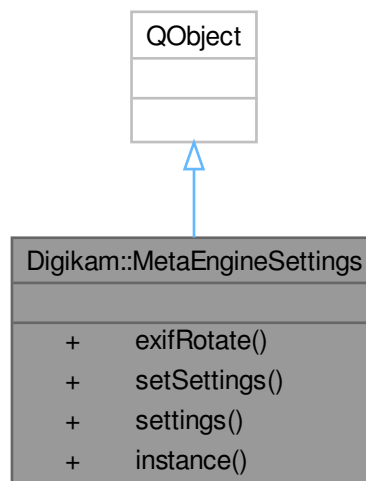 QObject
Digikam::MetaEngineSettings
+ exifRotate()
+ setSettings()
+ settings()
+ instance()